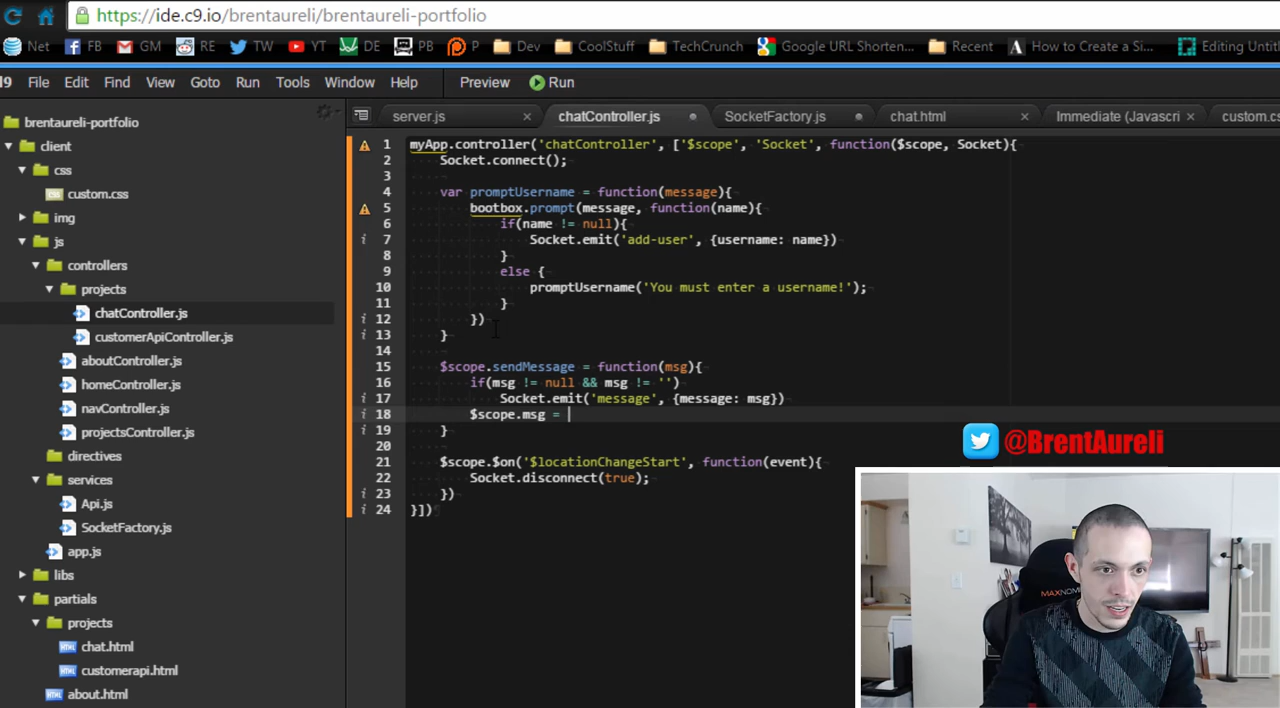 https://ide.c9.io/brentaureli/brentaureli-portfolio
Net FB GM RE TW YT DE PB P Dev CoolStuff TechCrunch Google URL Shorten... Recent How to Create a Si... Editing Untit
9 File Edit Find View Goto Run Tools Window Help Preview Run
server.js chatController.js SocketFactory.js chat.html Immediate (Javascri custom.cs
brentaureli-portfolio
client
css
custom.css
img
js
controllers
projects
chatController.js
customerApiController.js
aboutController.js
homeController.js
navController.js
projectsController.js
directives
services
Api.js
SocketFactory.js
app.js
libs
partials
projects
chat.html
customerapi.html
about.html
1 myApp.controller('chatController', ['$scope', 'Socket', function($scope, Socket){
2 Socket.connect();
3
4 var promptUsername = function(message){
5 bootbox.prompt(message, function(name){
6 if(name != null){
7 Socket.emit('add-user', {username: name})
8 }
9 else {
10 promptUsername('You must enter a username!');
11 }
12 })
13 }
14
15 $scope.sendMessage = function(msg){
16 if(msg != null && msg != '')
17 Socket.emit('message', {message: msg})
18 $scope.msg =
19 }
20
21 $scope.$on('$locationChangeStart', function(event){
22 Socket.disconnect(true);
23 })
24 }])
@BrentAureli
MAXNOM